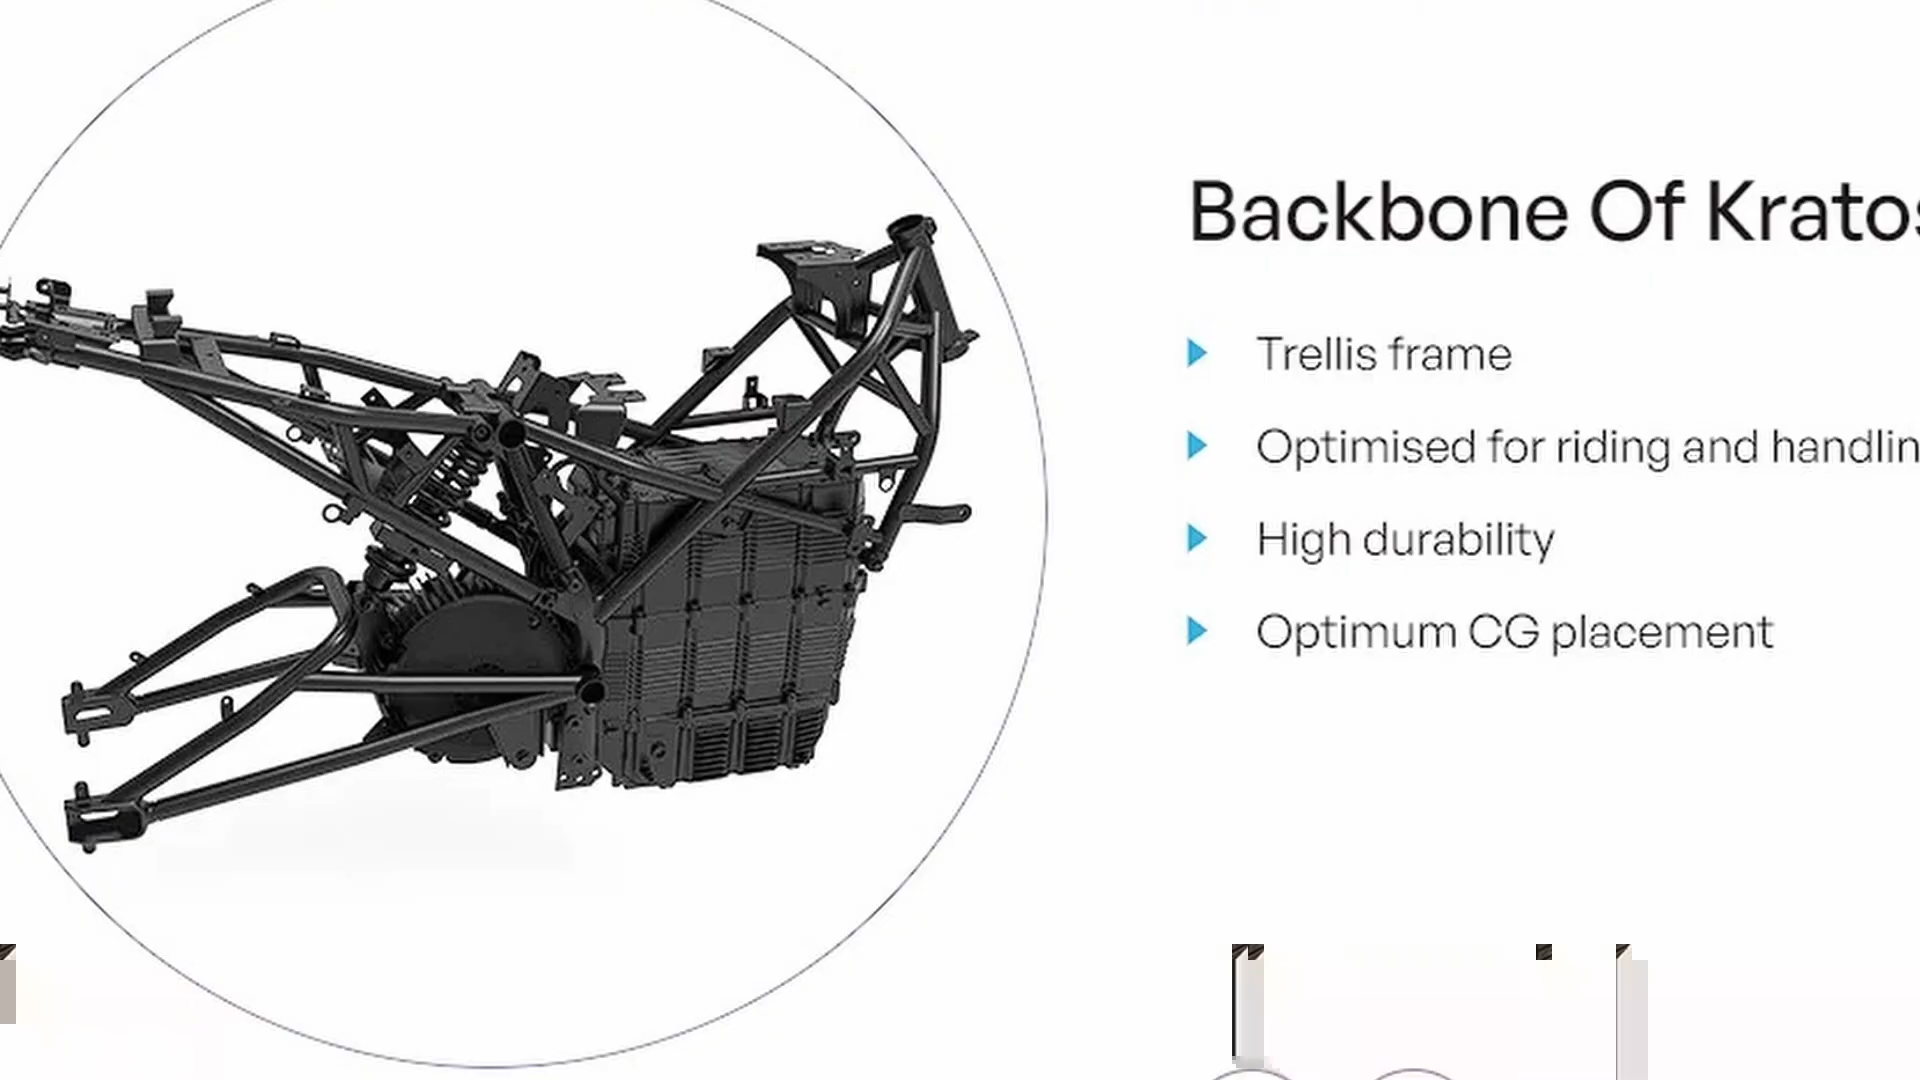 Backbone Of Kratos
Trellis frame
Optimised for riding and handlin
High durability
Optimum CG placement